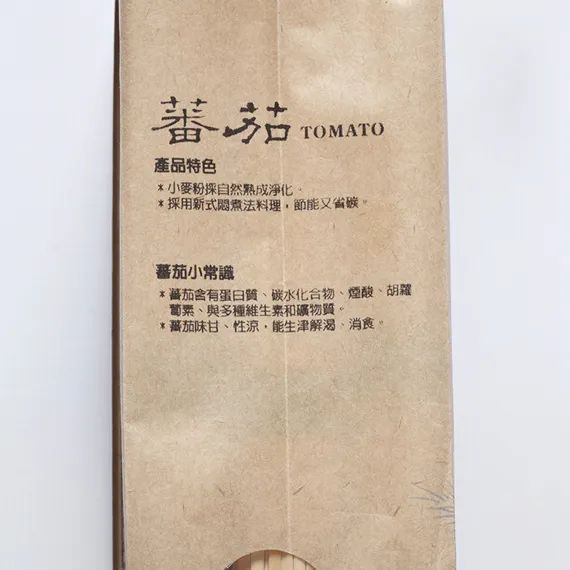 蕃茄 TOMATO
產品特色
*小麥粉採自然熟成淨化。
*採用新式悶煮法料理，節能又省碳。
蕃茄小常識
*蕃茄含有蛋白質、碳水化合物、煙酸、胡蘿
蔔素、與多種維生素和礦物質。
*蕃茄味甘、性涼，能生津解渴、消食。